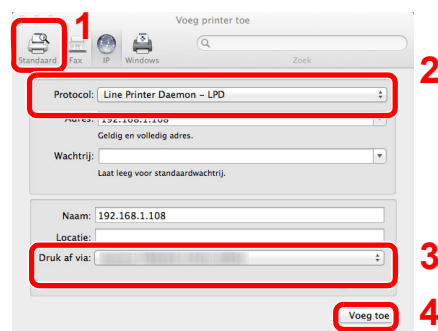 1
Voeg printer toe
Standaard Fax IP Windows
Zoek
2
Protocol: Line Printer Daemon – LPD
Adres: 192.168.1.108
Geldig en volledig adres.
Wachtrij:
Laat leeg voor standaardwachtrij.
Naam: 192.168.1.108
Locatie:
Druk af via:
3
Voeg toe
4